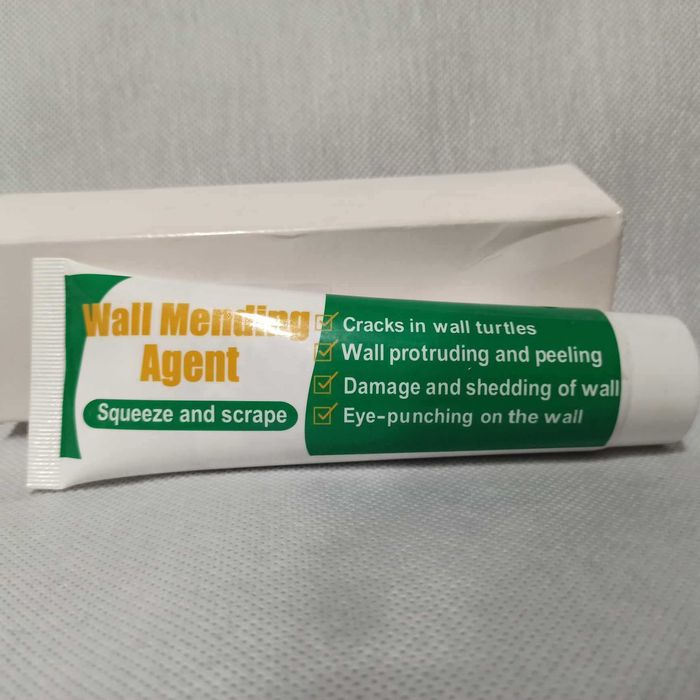 Wall Mending
Agent
Squeeze and scrape
Cracks in wall turtles
Wall protruding and peeling
Damage and shedding of wall
Eye-punching on the wall